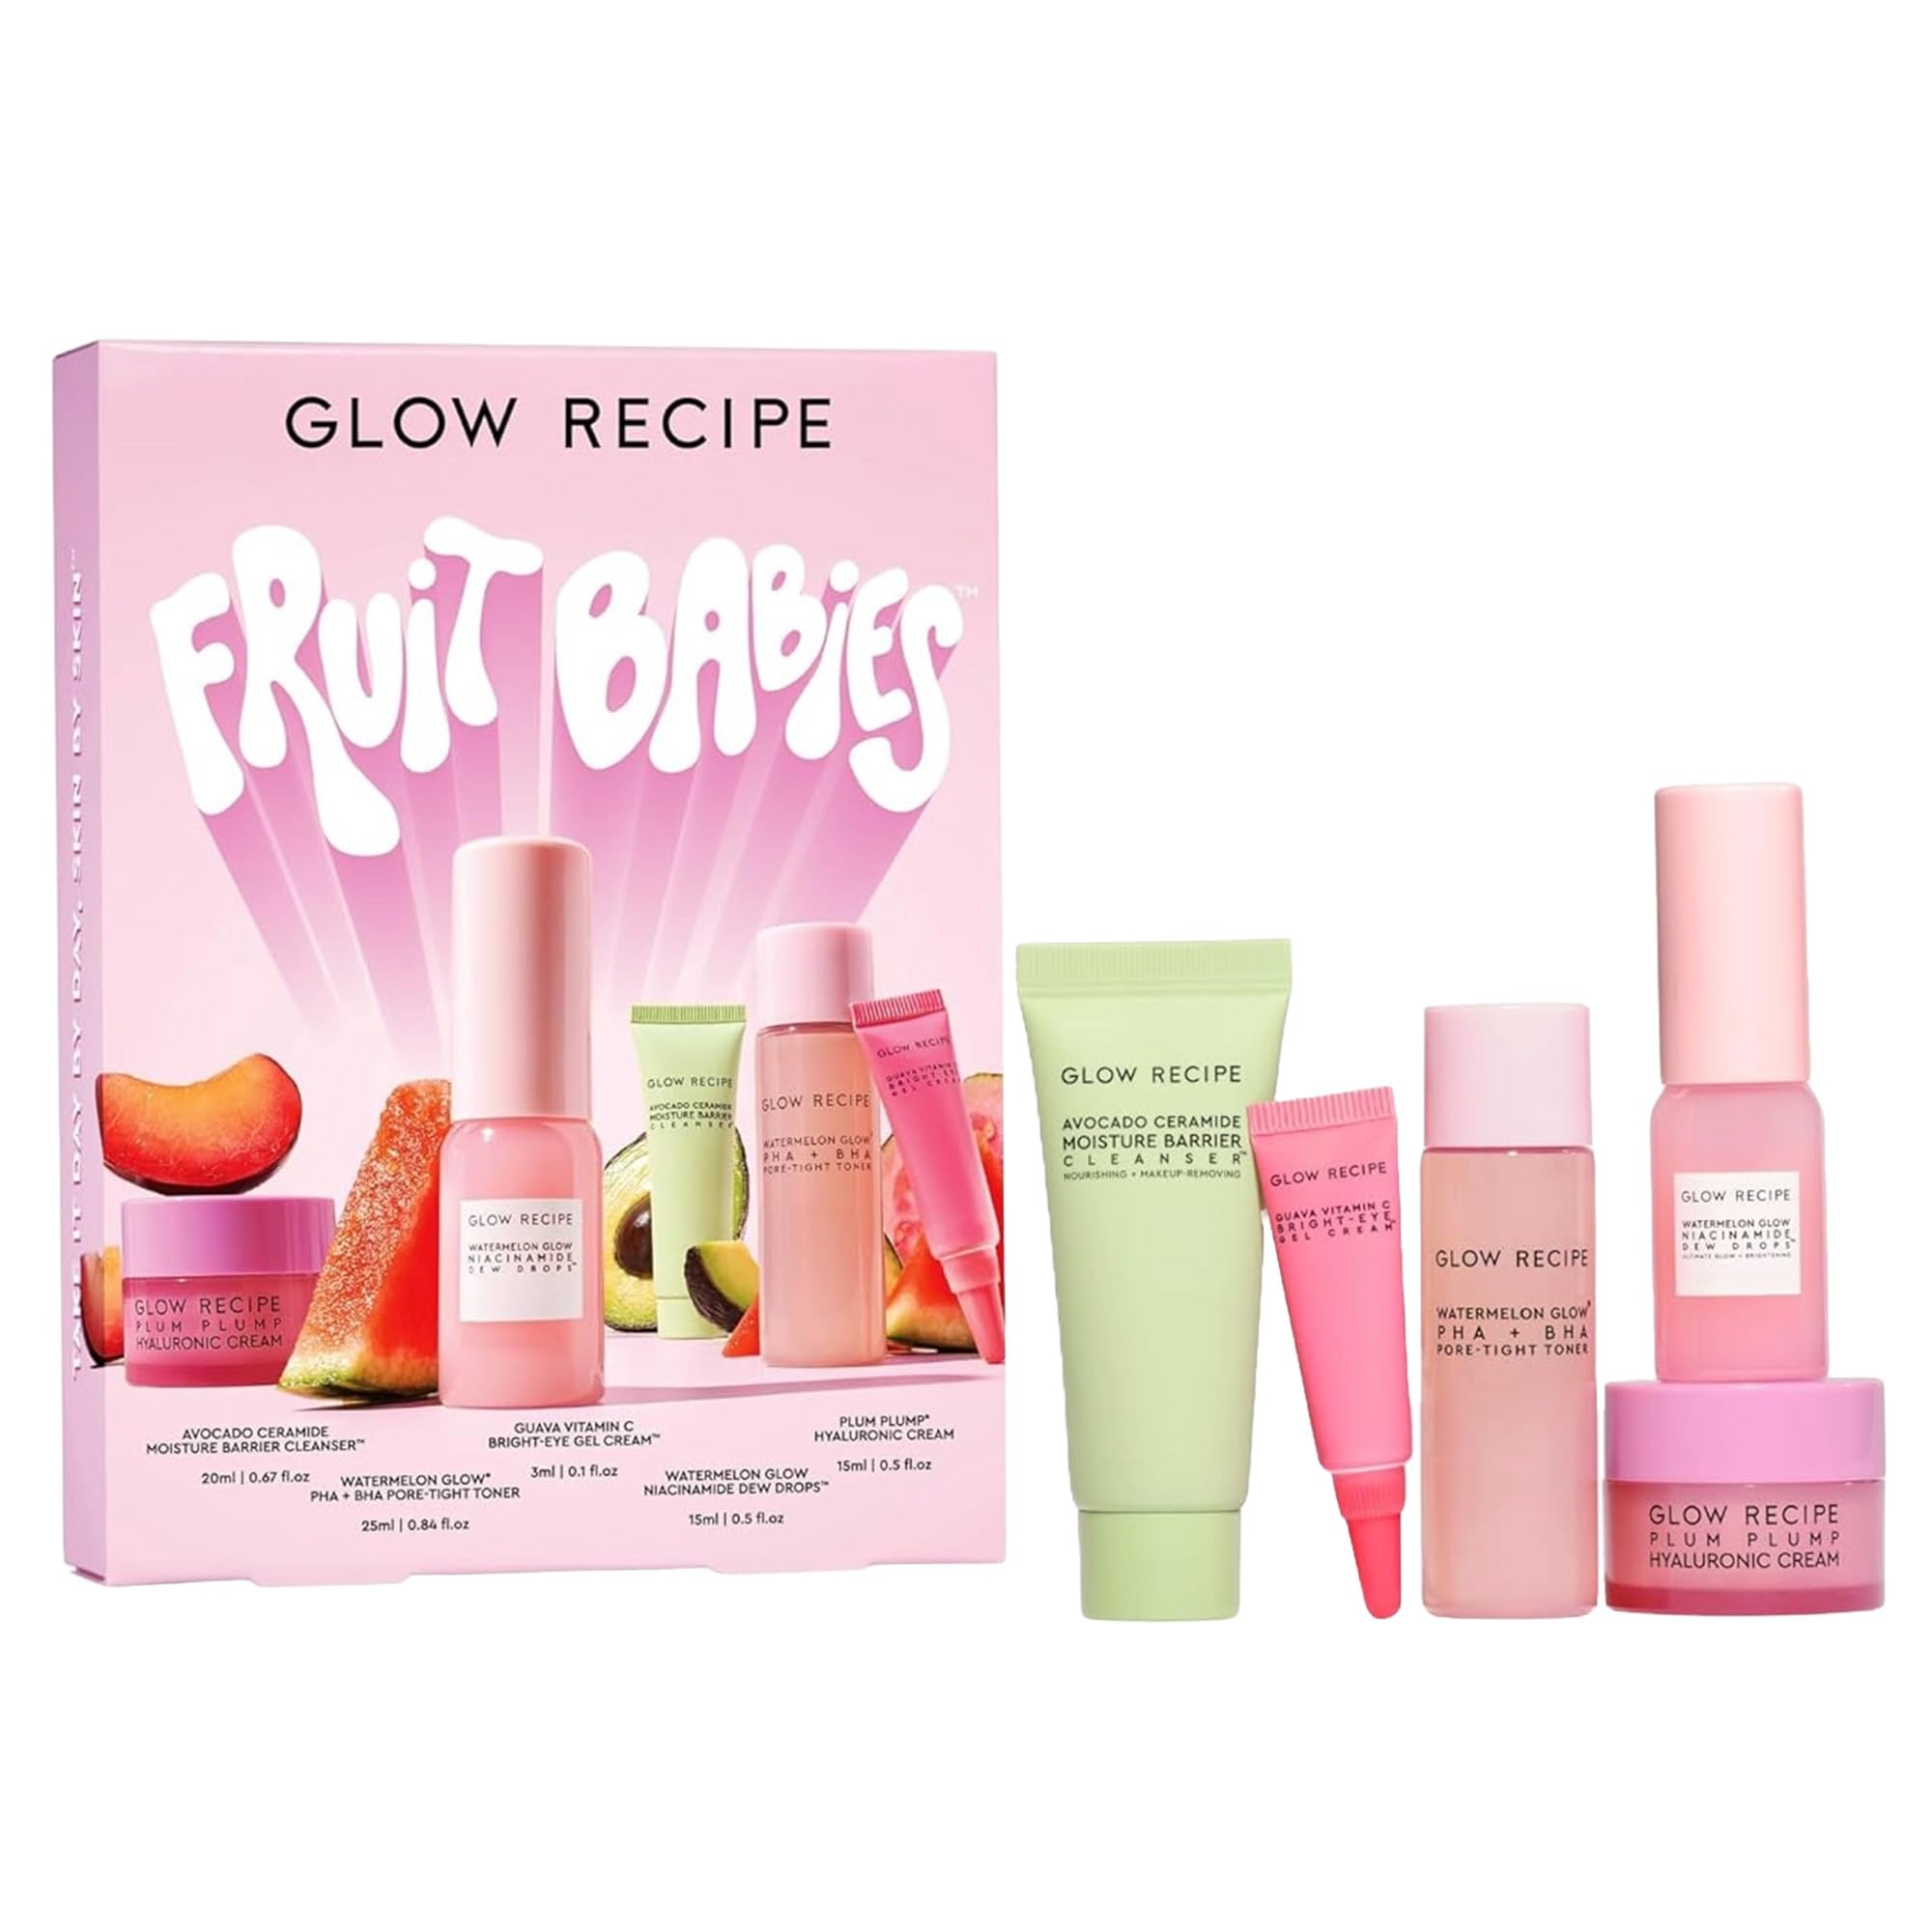 GLOW RECIPE
FRUIT BABIES™
TAKE IT DAY BY DAY, SKIN BY SKIN™
GLOW RECIPE
PLUM PLUMP
HYALURONIC CREAM
GLOW RECIPE
WATERMELON GLOW
NIACINAMIDE
DEW DROPS™
GLOW RECIPE
AVOCADO CERAMIDE
MOISTURE BARRIER
CLEANSER
GLOW RECIPE
WATERMELON GLOW®
PHA + BHA
PORE-TIGHT TONER
GLOW RECIPE
GUAVA VITAMIN
BRIGHT-EYE
GEL CREAM
AVOCADO CERAMIDE
MOISTURE BARRIER CLEANSER™
20ml | 0.67 fl.oz
WATERMELON GLOW®
PHA + BHA PORE-TIGHT TONER
25ml | 0.84 fl.oz
GUAVA VITAMIN C
BRIGHT-EYE GEL CREAM™
3ml | 0.1 fl.oz
WATERMELON GLOW
NIACINAMIDE DEW DROPS™
15ml | 0.5 fl.oz
PLUM PLUMP®
HYALURONIC CREAM
15ml | 0.5 fl.oz
GLOW RECIPE
AVOCADO CERAMIDE
MOISTURE BARRIER
CLEANSER™
NOURISHING + MAKEUP-REMOVING
GLOW RECIPE
GUAVA VITAMIN C
BRIGHT-EYE
GEL CREAM™
GLOW RECIPE
WATERMELON GLOW®
PHA + BHA
PORE-TIGHT TONER
GLOW RECIPE
WATERMELON GLOW
NIACINAMIDE
DEW DROPS™
ULTIMATE GLOW + BRIGHTENING
GLOW RECIPE
PLUM PLUMP
HYALURONIC CREAM